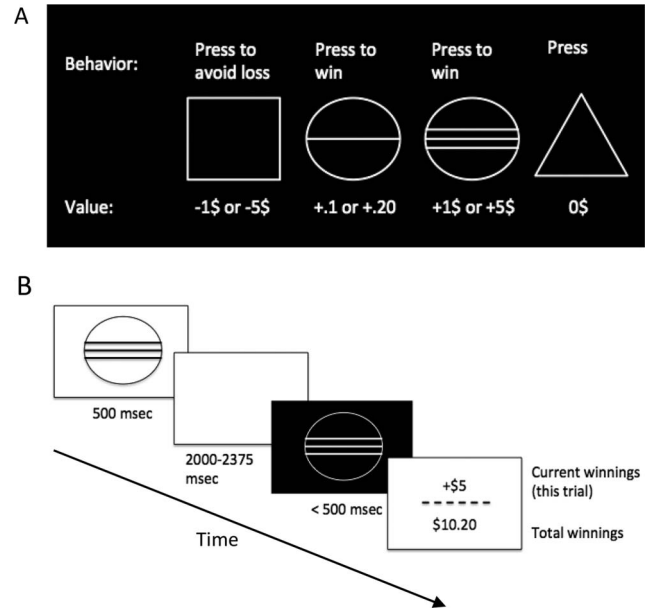 A
Behavior:
Press to
avoid loss
Press to
win
Press to
win
Press
Value:
-1$ or -5$
+.1 or +.20
+1$ or +5$
0$
B
500 msec
2000-2375
msec
< 500 msec
+$5
$10.20
Current winnings
(this trial)
Total winnings
Time